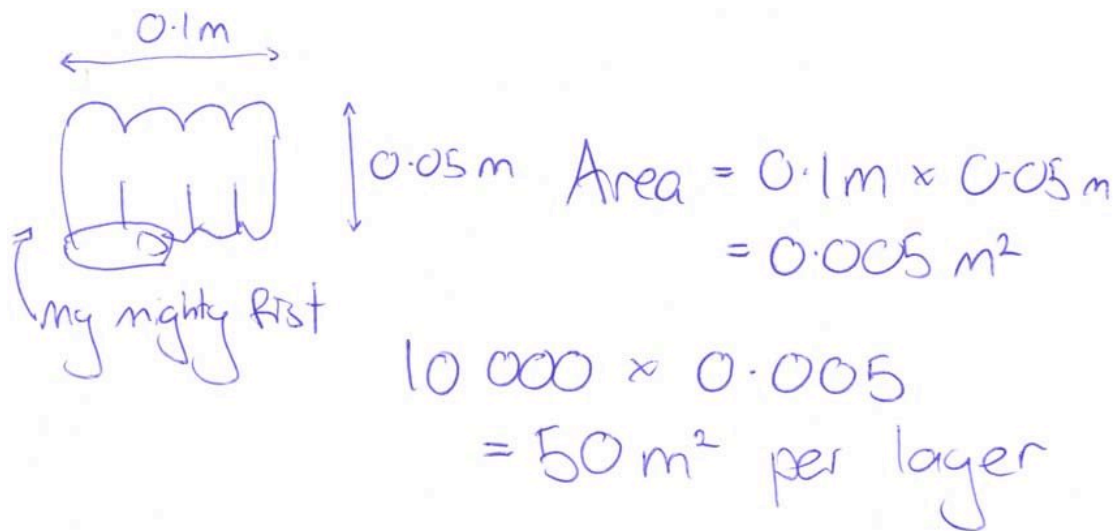 0.1m
0.05m
Area = 0.1m × 0.05m
= 0.005 m²
my mighty fist
10 000 × 0.005
= 50 m² per layer